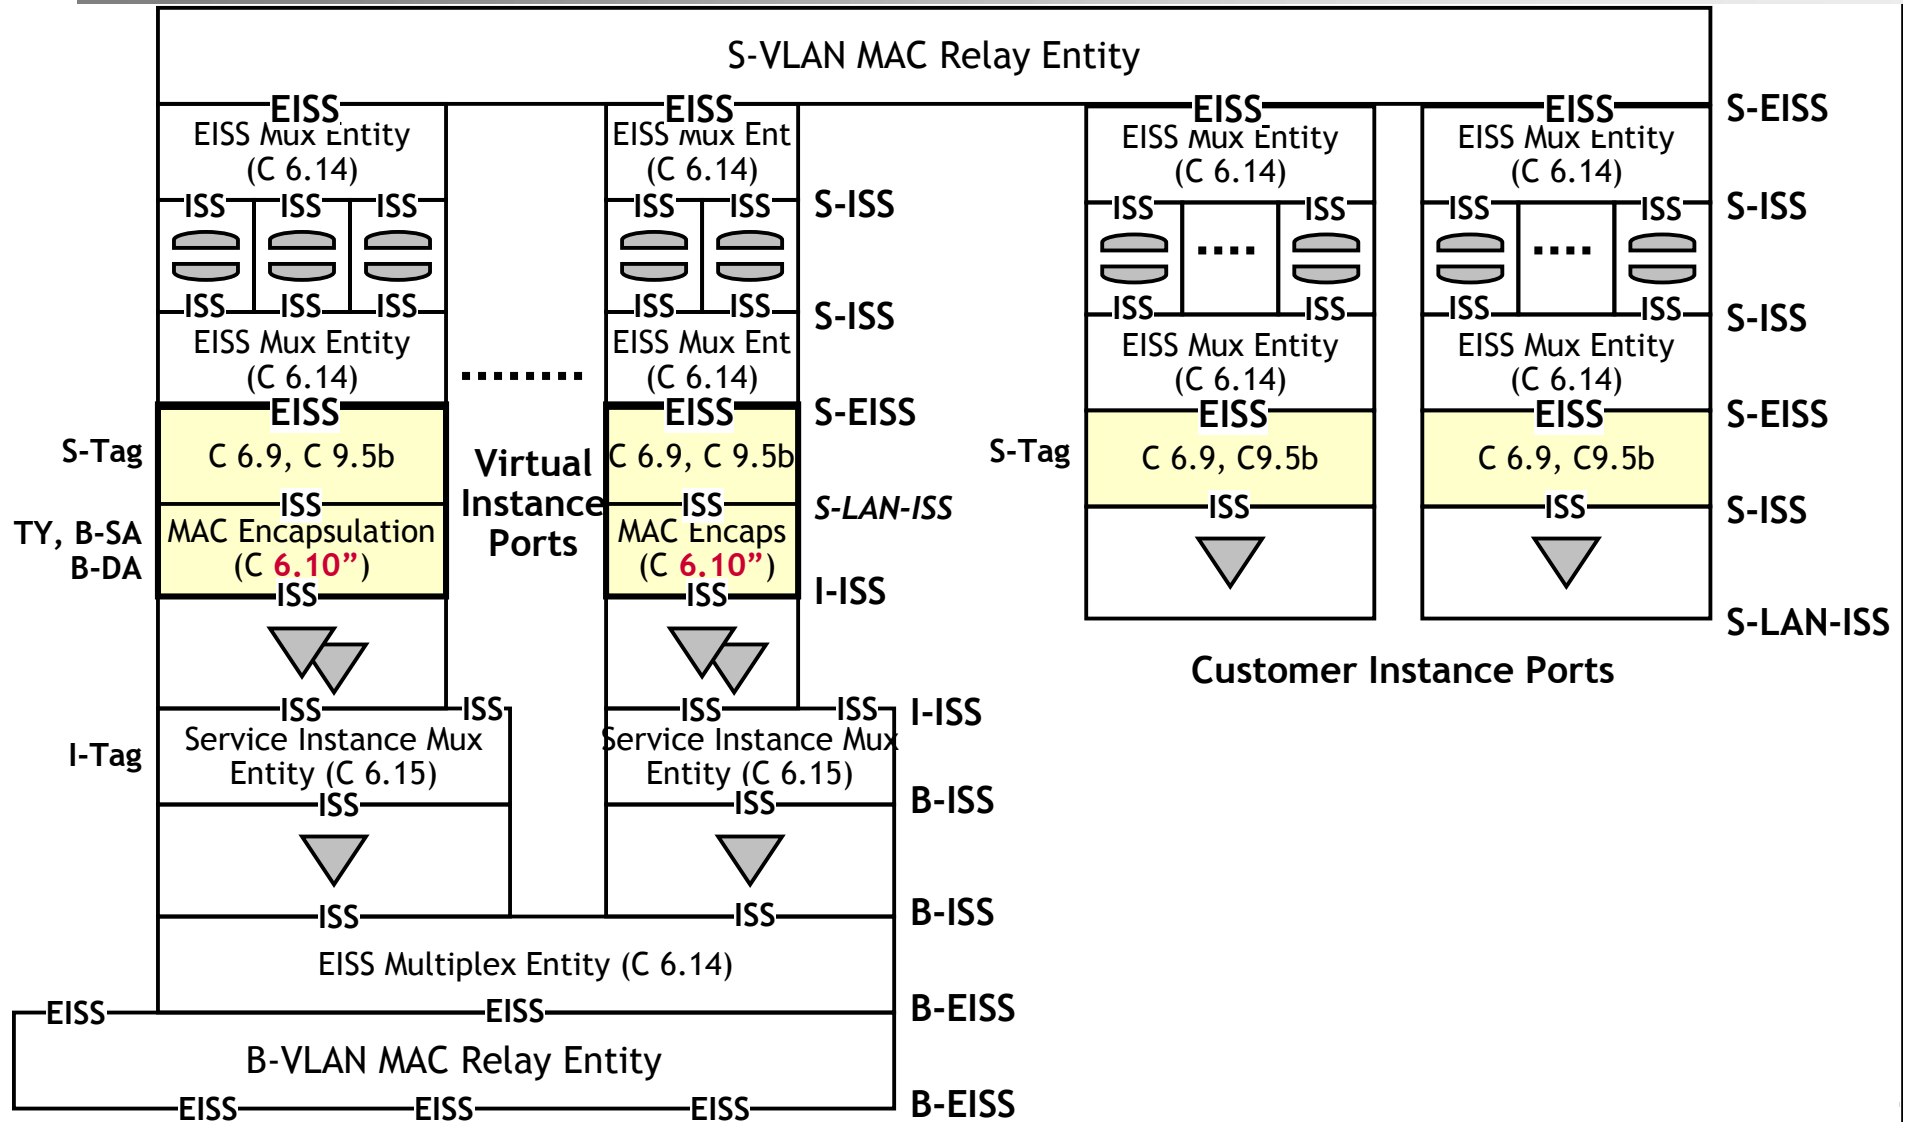 S-VLAN MAC Relay Entity
EISS EISS EISS EISS S-EISS
EISS Mux Entity EISS Mux Ent EISS Mux Entity EISS Mux Entity
(C 6.14) (C 6.14) (C 6.14) (C 6.14)
ISS ISS ISS ISS ISS S-ISS ISS ISS ISS ISS S-ISS
.... ....
ISS ISS ISS ISS ISS S-ISS ISS ISS ISS ISS S-ISS
EISS Mux Entity EISS Mux Ent EISS Mux Entity EISS Mux Entity
(C 6.14) ........ (C 6.14) (C 6.14) (C 6.14)
EISS EISS S-EISS EISS EISS S-EISS
S-Tag C 6.9, C 9.5b Virtual C 6.9, C 9.5b S-Tag C 6.9, C9.5b C 6.9, C9.5b
ISS Instance ISS S-LAN-ISS ISS ISS S-ISS
TY, B-SA MAC Encapsulation Ports MAC Encaps
B-DA (C 6.10”) (C 6.10”)
ISS ISS I-ISS
S-LAN-ISS
Customer Instance Ports
ISS ISS ISS ISS I-ISS
I-Tag Service Instance Mux Service Instance Mux
Entity (C 6.15) Entity (C 6.15)
ISS ISS B-ISS
ISS ISS B-ISS
EISS Multiplex Entity (C 6.14)
EISS EISS B-EISS
B-VLAN MAC Relay Entity
EISS EISS EISS B-EISS